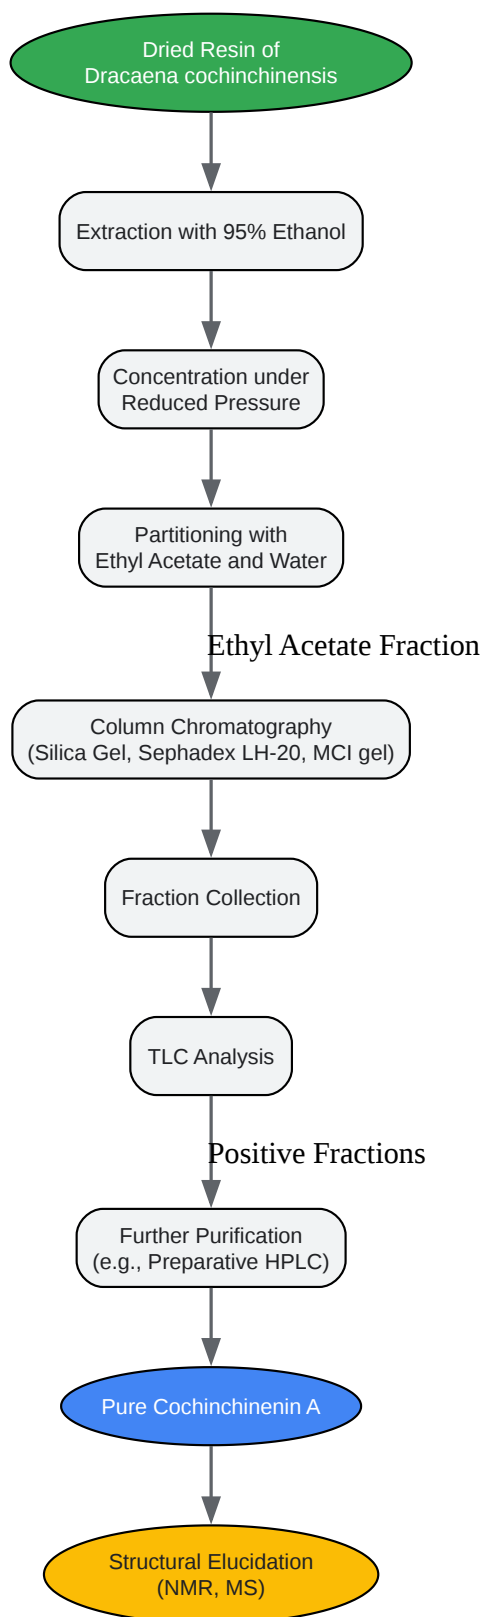 Dried Resin of
Dracaena cochinchinensis
Extraction with 95% Ethanol
Concentration under
Reduced Pressure
Partitioning with
Ethyl Acetate and Water
Ethyl Acetate Fraction
Column Chromatography
(Silica Gel, Sephadex LH-20, MCI gel)
Fraction Collection
TLC Analysis
Positive Fractions
Further Purification
(e.g., Preparative HPLC)
Pure Cochinchinenin A
Structural Elucidation
(NMR, MS)